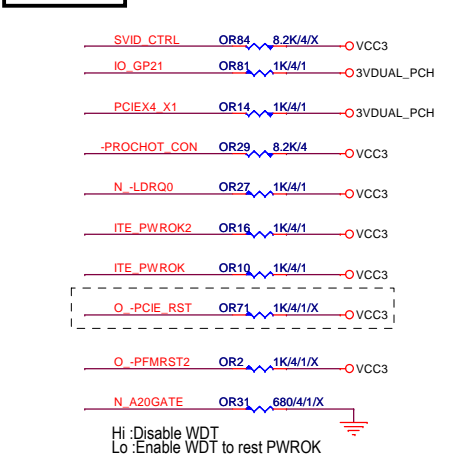 SVID_CTRL OR84 8.2K/4/X VCC3
IO_GP21 OR81 1K/4/1 3VDUAL_PCH
PCIEX4_X1 OR14 1K/4/1 3VDUAL_PCH
-PROCHOT_CON OR29 8.2K/4 VCC3
N_-LDRQ0 OR27 1K/4/1 VCC3
ITE_PWROK2 OR16 1K/4/1 VCC3
ITE_PWROK OR10 1K/4/1 VCC3
O_-PCIE_RST OR71 1K/4/1/X VCC3
O_-PFMRST2 OR2 1K/4/1/X VCC3
N_A20GATE OR31 680/4/1/X
Hi :Disable WDT
Lo :Enable WDT to rest PWROK